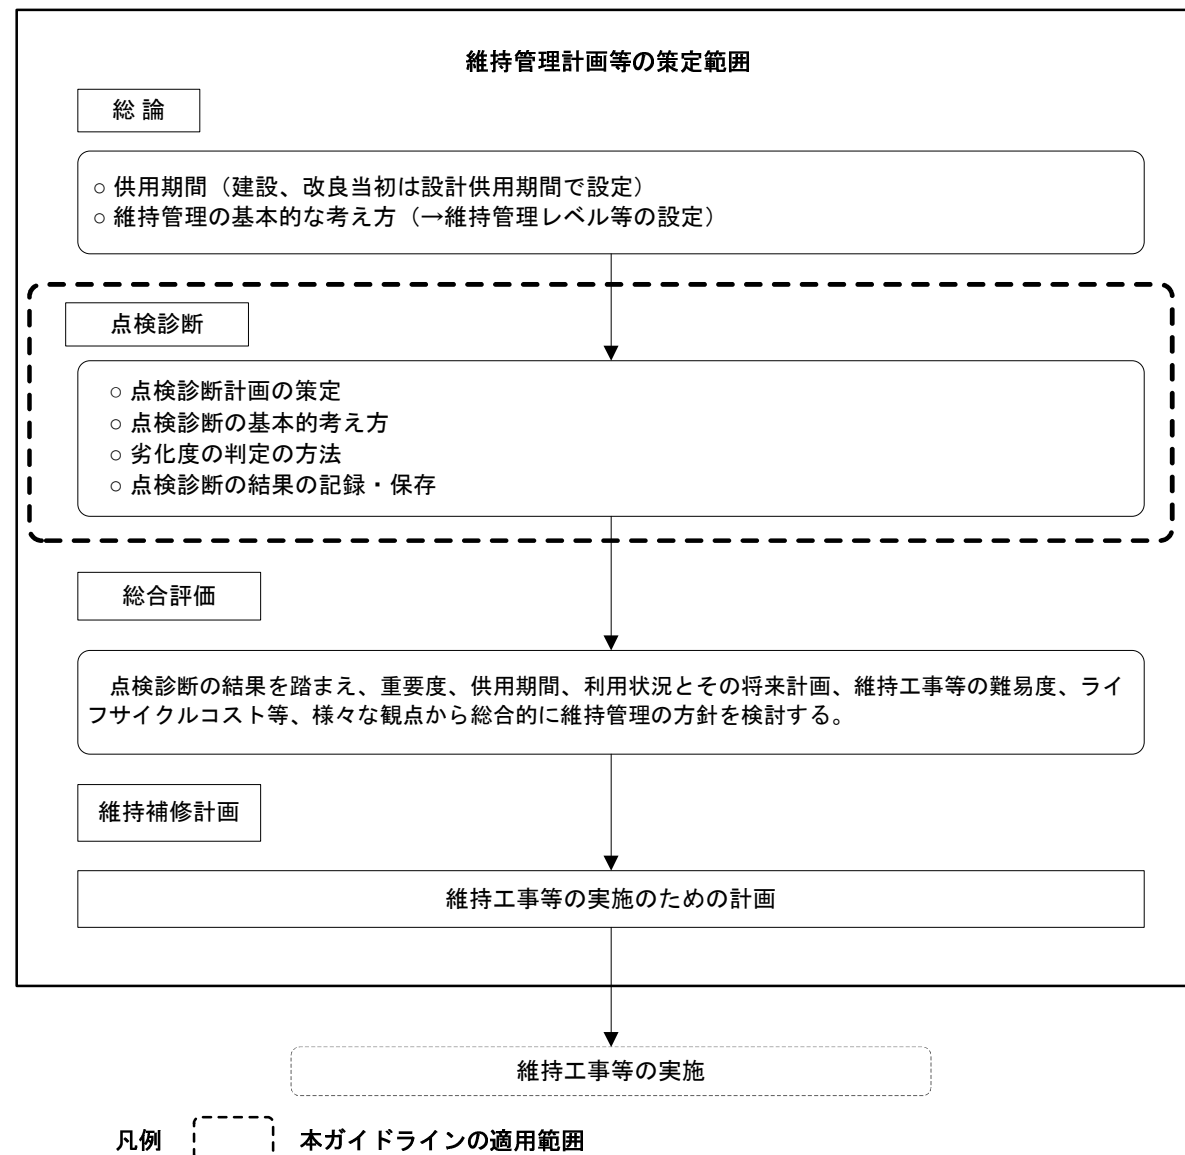 維持管理計画等の策定範囲
総 論
○ 供用期間（建設、改良当初は設計供用期間で設定）
○ 維持管理の基本的な考え方（→維持管理レベル等の設定）
点検診断
○ 点検診断計画の策定
○ 点検診断の基本的考え方
○ 劣化度の判定の方法
○ 点検診断の結果の記録・保存
総合評価
点検診断の結果を踏まえ、重要度、供用期間、利用状況とその将来計画、維持工事等の難易度、ライ
フサイクルコスト等、様々な観点から総合的に維持管理の方針を検討する。
維持補修計画
維持工事等の実施のための計画
維持工事等の実施
凡例 本ガイドラインの適用範囲